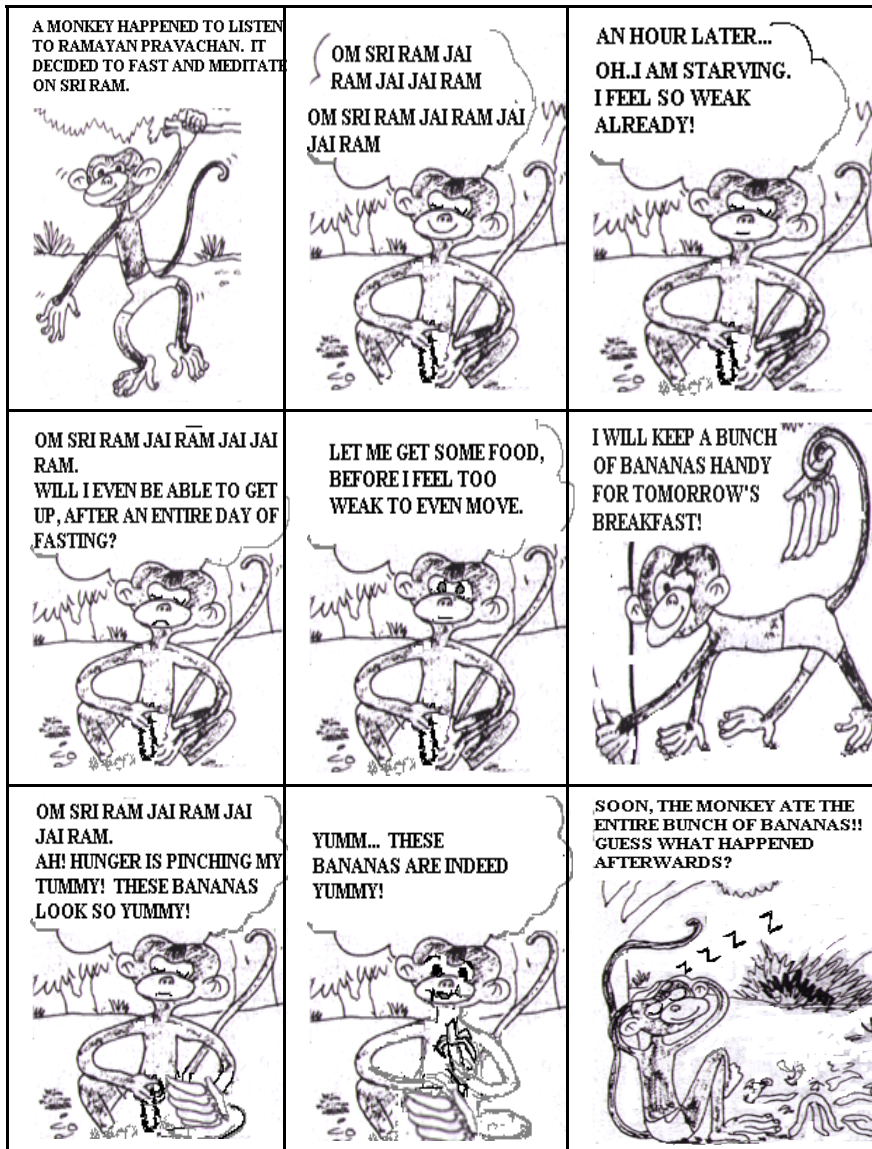 A MONKEY HAPPENED TO LISTEN
TO RAMAYAN PRAVACHAN. IT
DECIDED TO FAST AND MEDITATE
ON SRI RAM.
OM SRI RAM JAI
RAM JAI JAI RAM
OM SRI RAM JAI RAM JAI
JAI RAM
AN HOUR LATER...
OH..I AM STARVING.
I FEEL SO WEAK
ALREADY!
OM SRI RAM JAI RAM JAI JAI
RAM.
WILL I EVEN BE ABLE TO GET
UP, AFTER AN ENTIRE DAY OF
FASTING?
LET ME GET SOME FOOD,
BEFORE I FEEL TOO
WEAK TO EVEN MOVE.
I WILL KEEP A BUNCH
OF BANANAS HANDY
FOR TOMORROW'S
BREAKFAST!
OM SRI RAM JAI RAM JAI
JAI RAM.
AH! HUNGER IS PINCHING MY
TUMMY! THESE BANANAS
LOOK SO YUMMY!
YUMM... THESE
BANANAS ARE INDEED
YUMMY!
SOON, THE MONKEY ATE THE
ENTIRE BUNCH OF BANANAS!!
GUESS WHAT HAPPENED
AFTERWARDS?
Z Z Z Z